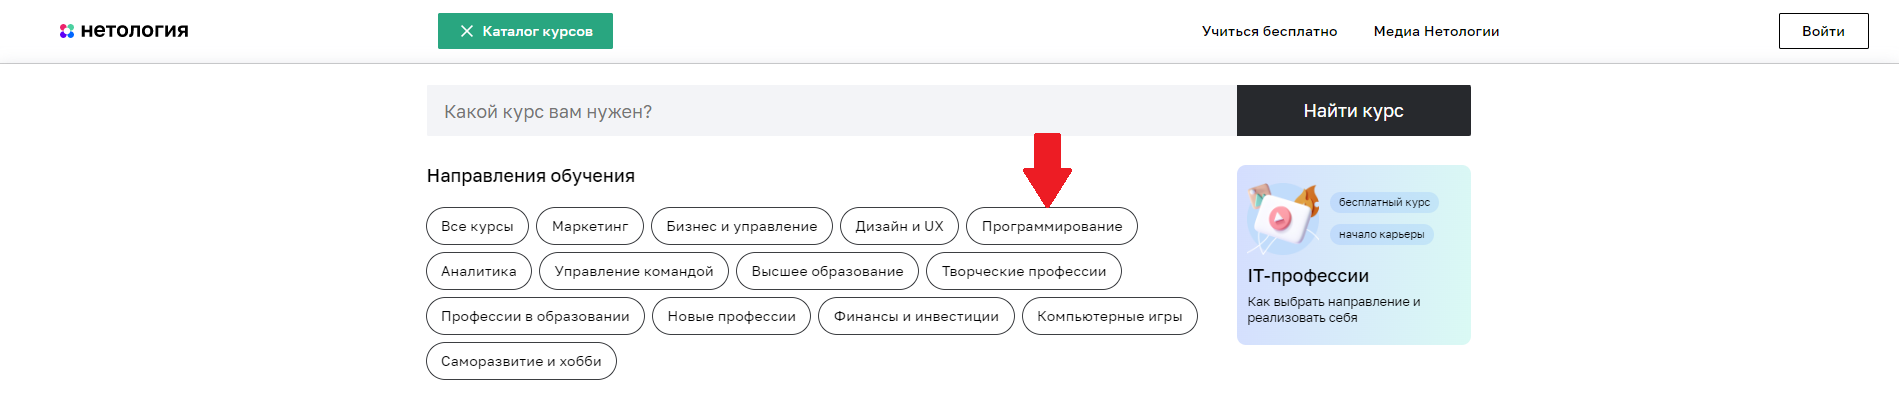 нетология
Каталог курсов
Учиться бесплатно
Медиа Нетологии
Войти
Какой курс вам нужен?
Найти курс
Направления обучения
Все курсы
Маркетинг
Бизнес и управление
Дизайн и UX
Программирование
Аналитика
Управление командой
Высшее образование
Творческие профессии
Профессии в образовании
Новые профессии
Финансы и инвестиции
Компьютерные игры
Саморазвитие и хобби
бесплатный курс
начало карьеры
IT-профессии
Как выбрать направление и
реализовать себя